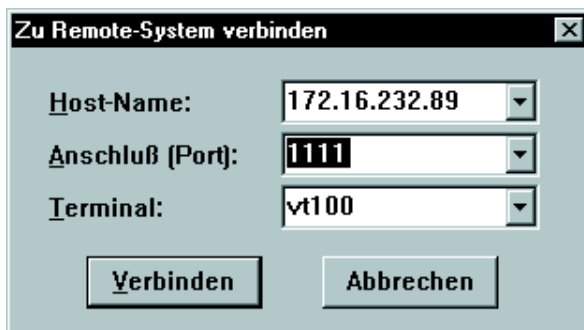 Zu Remote-System verbinden
Host-Name: 172.16.232.89
Anschluß (Port): 1111
Terminal: vt100
Verbinden Abbrechen